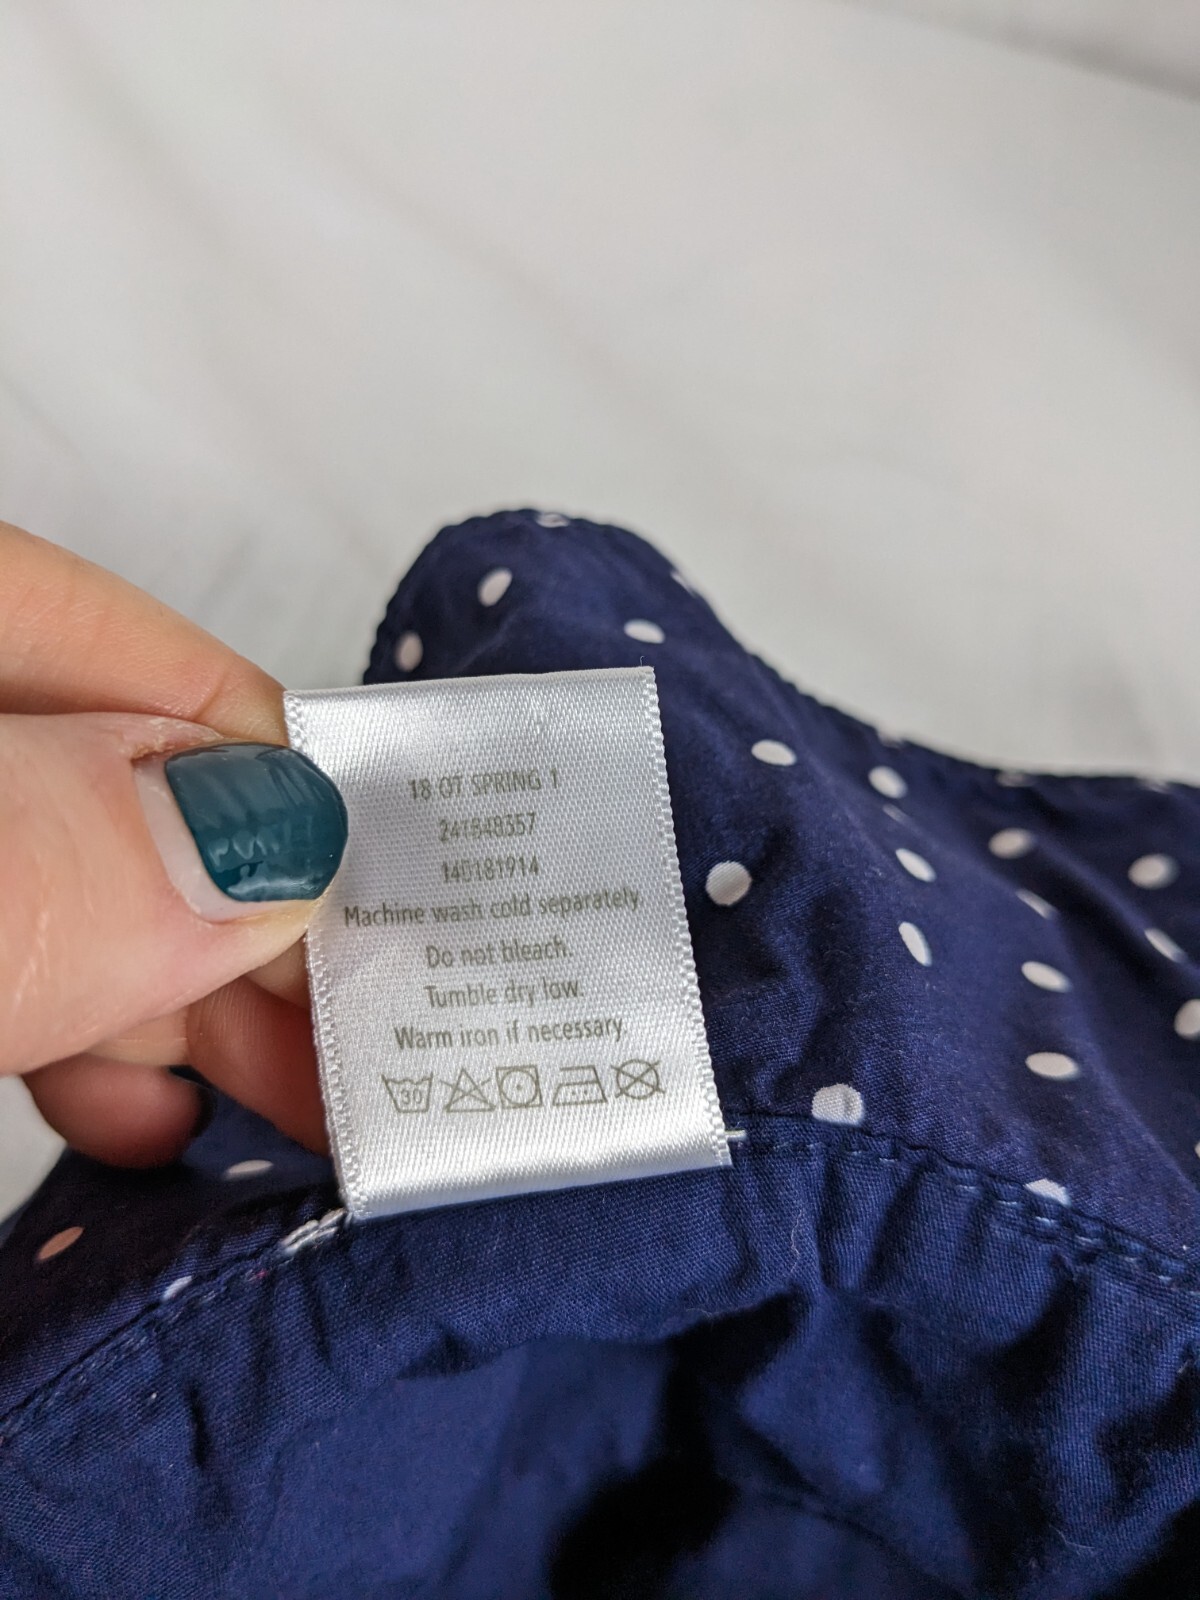 18 OT SPRING 1
241848357
140181914
Machine wash cold separately.
Do not bleach.
Tumble dry low.
Warm iron if necessary.
30